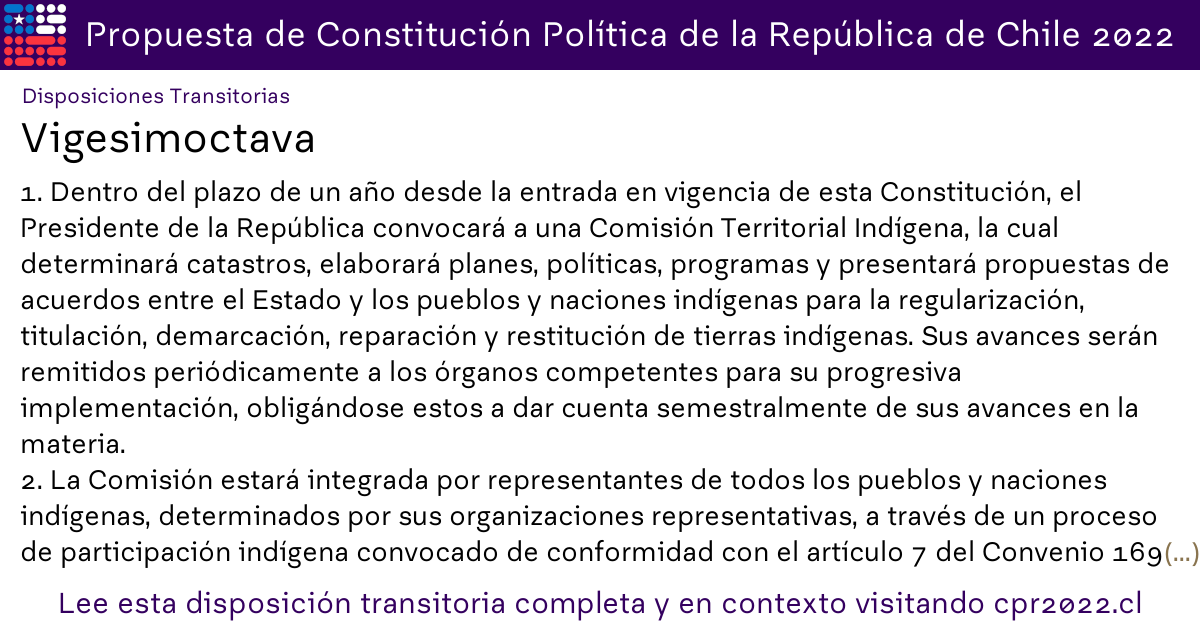 Propuesta de Constitución Política de la República de Chile 2022
Disposiciones Transitorias
Vigesimoctava
1. Dentro del plazo de un año desde la entrada en vigencia de esta Constitución, el
Presidente de la República convocará a una Comisión Territorial Indígena, la cual
determinará catastros, elaborará planes, políticas, programas y presentará propuestas de
acuerdos entre el Estado y los pueblos y naciones indígenas para la regularización,
titulación, demarcación, reparación y restitución de tierras indígenas. Sus avances serán
remitidos periódicamente a los órganos competentes para su progresiva
implementación, obligándose estos a dar cuenta semestralmente de sus avances en la
materia.
2. La Comisión estará integrada por representantes de todos los pueblos y naciones
indígenas, determinados por sus organizaciones representativas, a través de un proceso
de participación indígena convocado de conformidad con el artículo 7 del Convenio 169(...)
Lee esta disposición transitoria completa y en contexto visitando cpr2022.cl